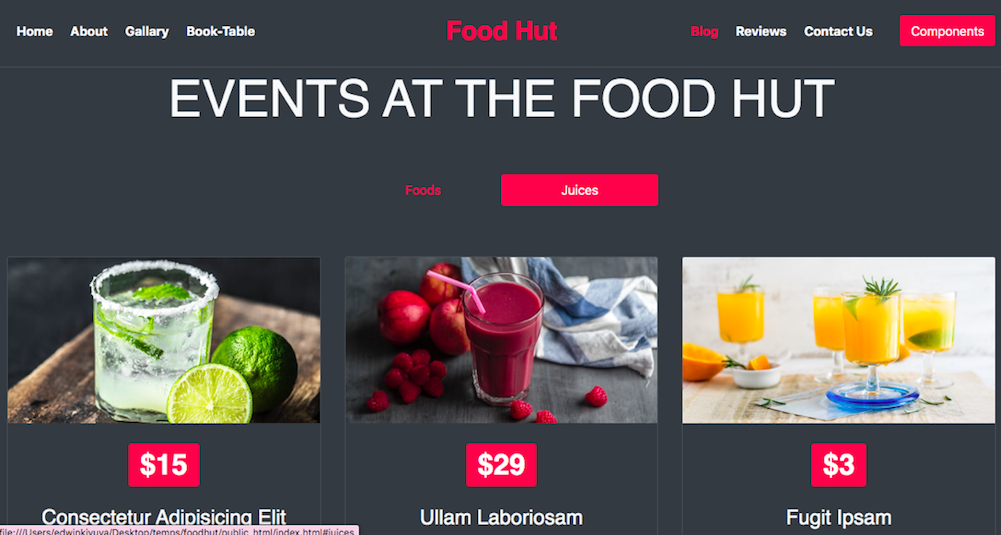 Home About Gallary Book-Table Food Hut Blog Reviews Contact Us Components
EVENTS AT THE FOOD HUT
Foods Juices
$15 $29 $3
Consectetur Adipisicing Elit Ullam Laboriosam Fugit Ipsam
file:///Users/edwinkiyuya/Desktop/temps/foodhut/public_html/index.html#juices